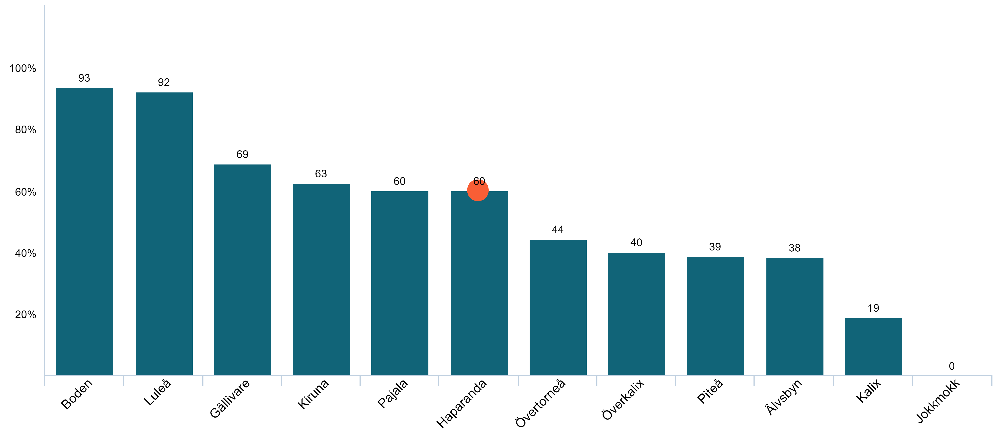 100%
80%
60%
40%
20%
93
92
69
63
60
60
44
40
39
38
19
0
Boden
Luleå
Gällivare
Kiruna
Pajala
Haparanda
Övertorneå
Överkalix
Piteå
Älvsbyn
Kalix
Jokkmokk